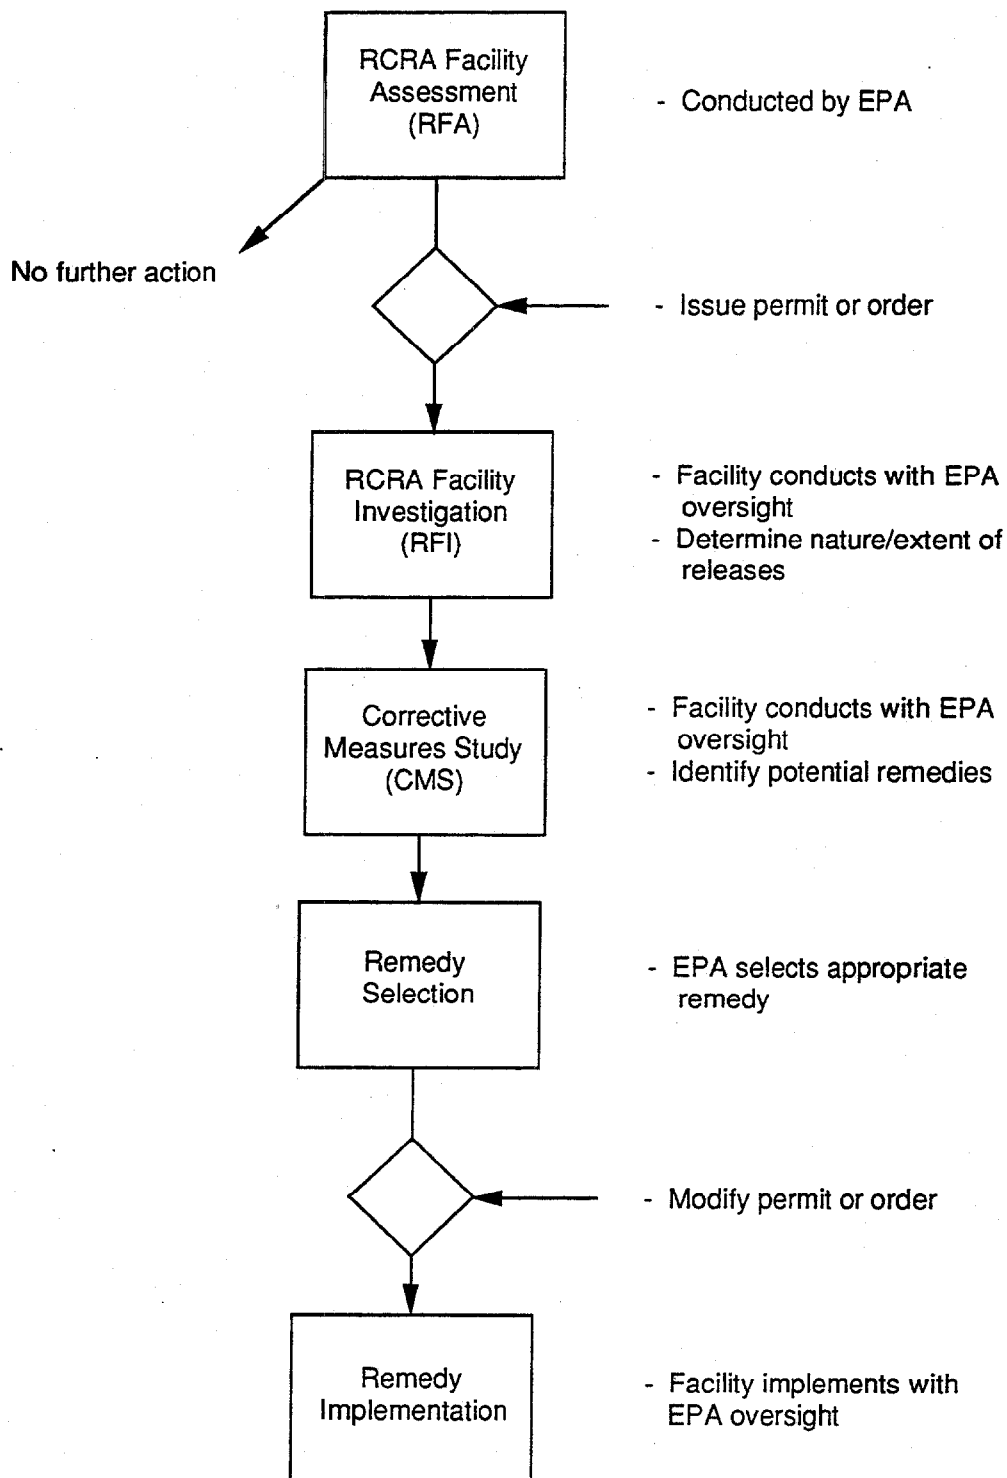 RCRA Facility
Assessment
(RFA)
- Conducted by EPA
No further action
- Issue permit or order
RCRA Facility
Investigation
(RFI)
- Facility conducts with EPA
oversight
- Determine nature/extent of
releases
Corrective
Measures Study
(CMS)
- Facility conducts with EPA
oversight
- Identify potential remedies
Remedy
Selection
- EPA selects appropriate
remedy
- Modify permit or order
Remedy
Implementation
- Facility implements with
EPA oversight